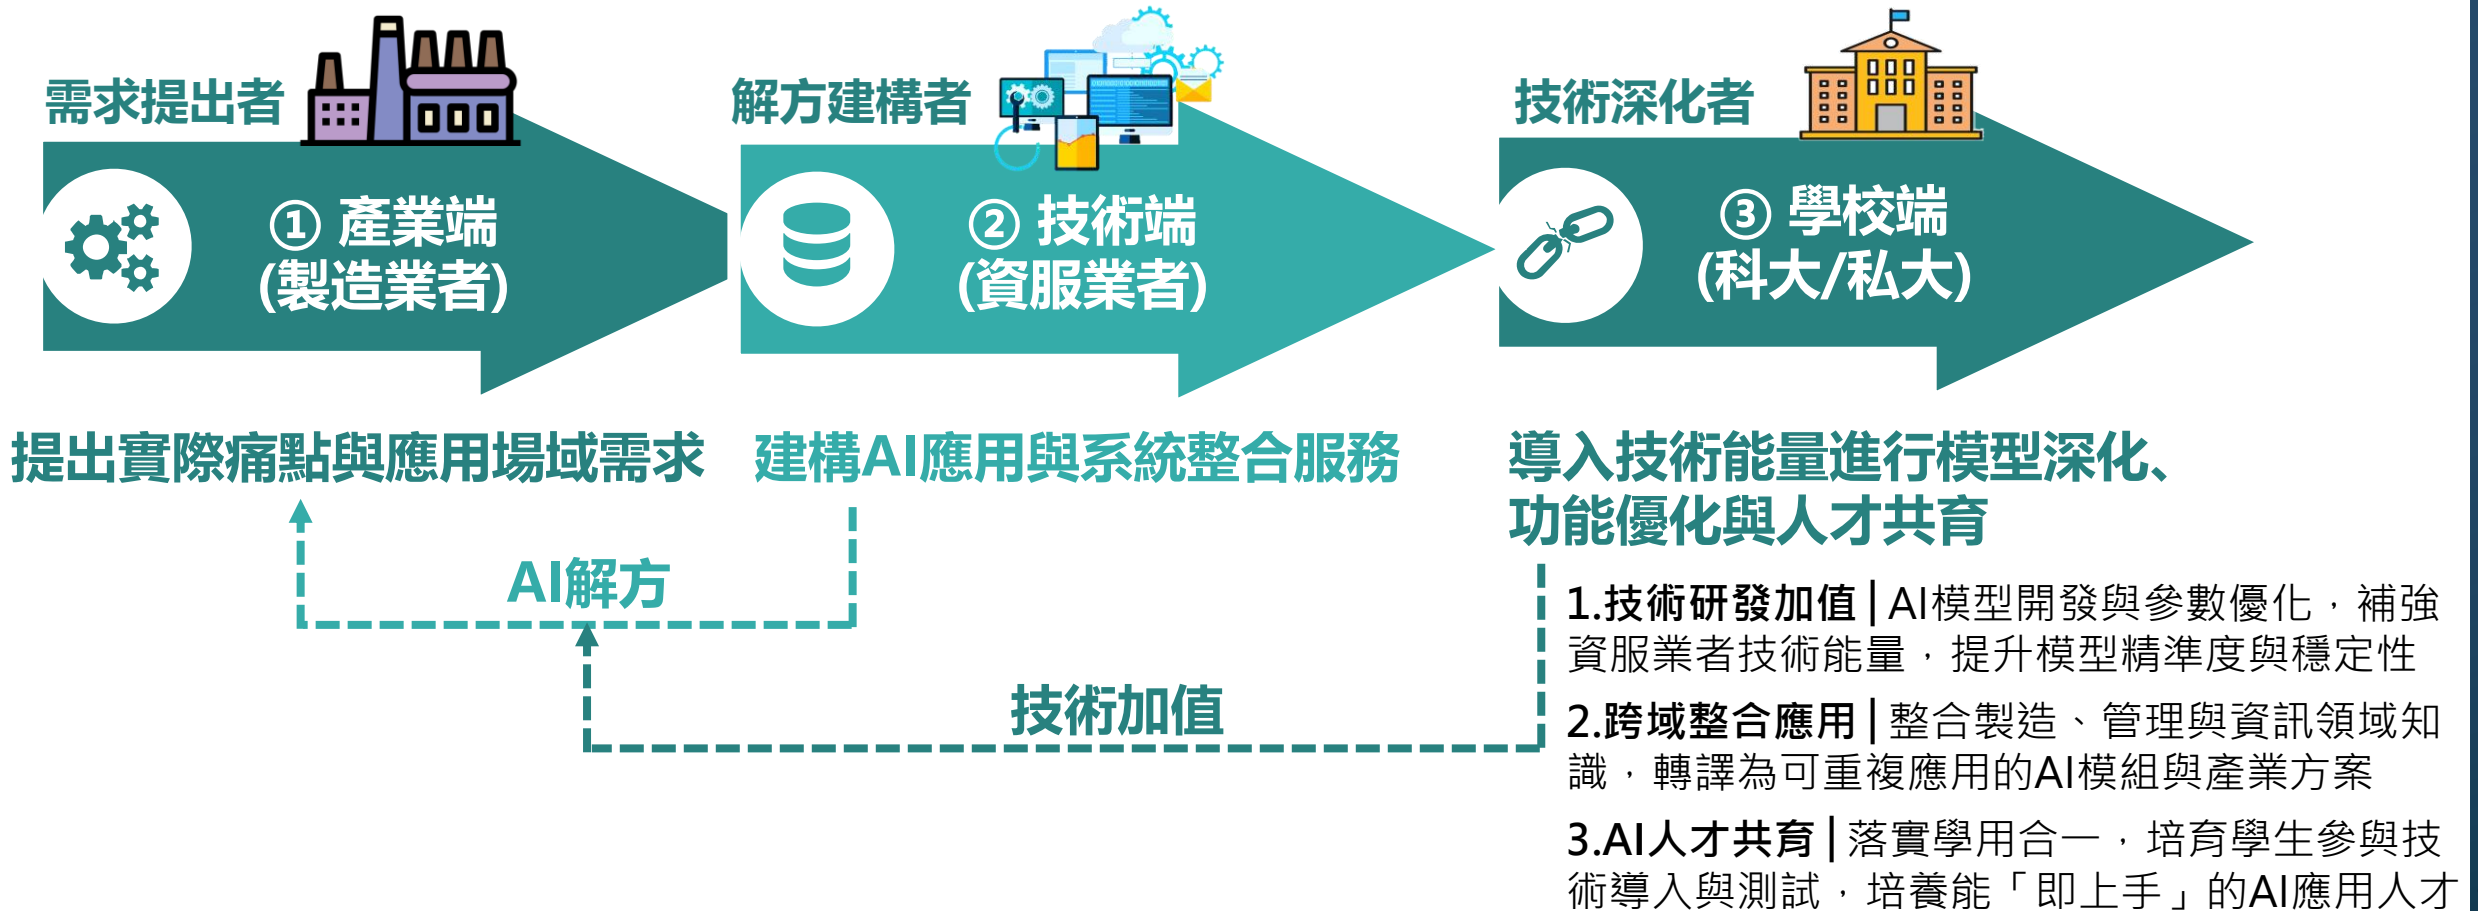 需求提出者
① 產業端
(製造業者)
提出實際痛點與應用場域需求
解方建構者
② 技術端
(資服業者)
建構AI應用與系統整合服務
技術深化者
③ 學校端
(科大/私大)
導入技術能量進行模型深化、
功能優化與人才共育
AI解方
技術加值
1.技術研發加值|AI模型開發與參數優化，補強
資服業者技術能量，提升模型精準度與穩定性
2.跨域整合應用|整合製造、管理與資訊領域知
識，轉譯為可重複應用的AI模組與產業方案
3.AI人才共育|落實學用合一，培育學生參與技
術導入與測試，培養能「即上手」的AI應用人才